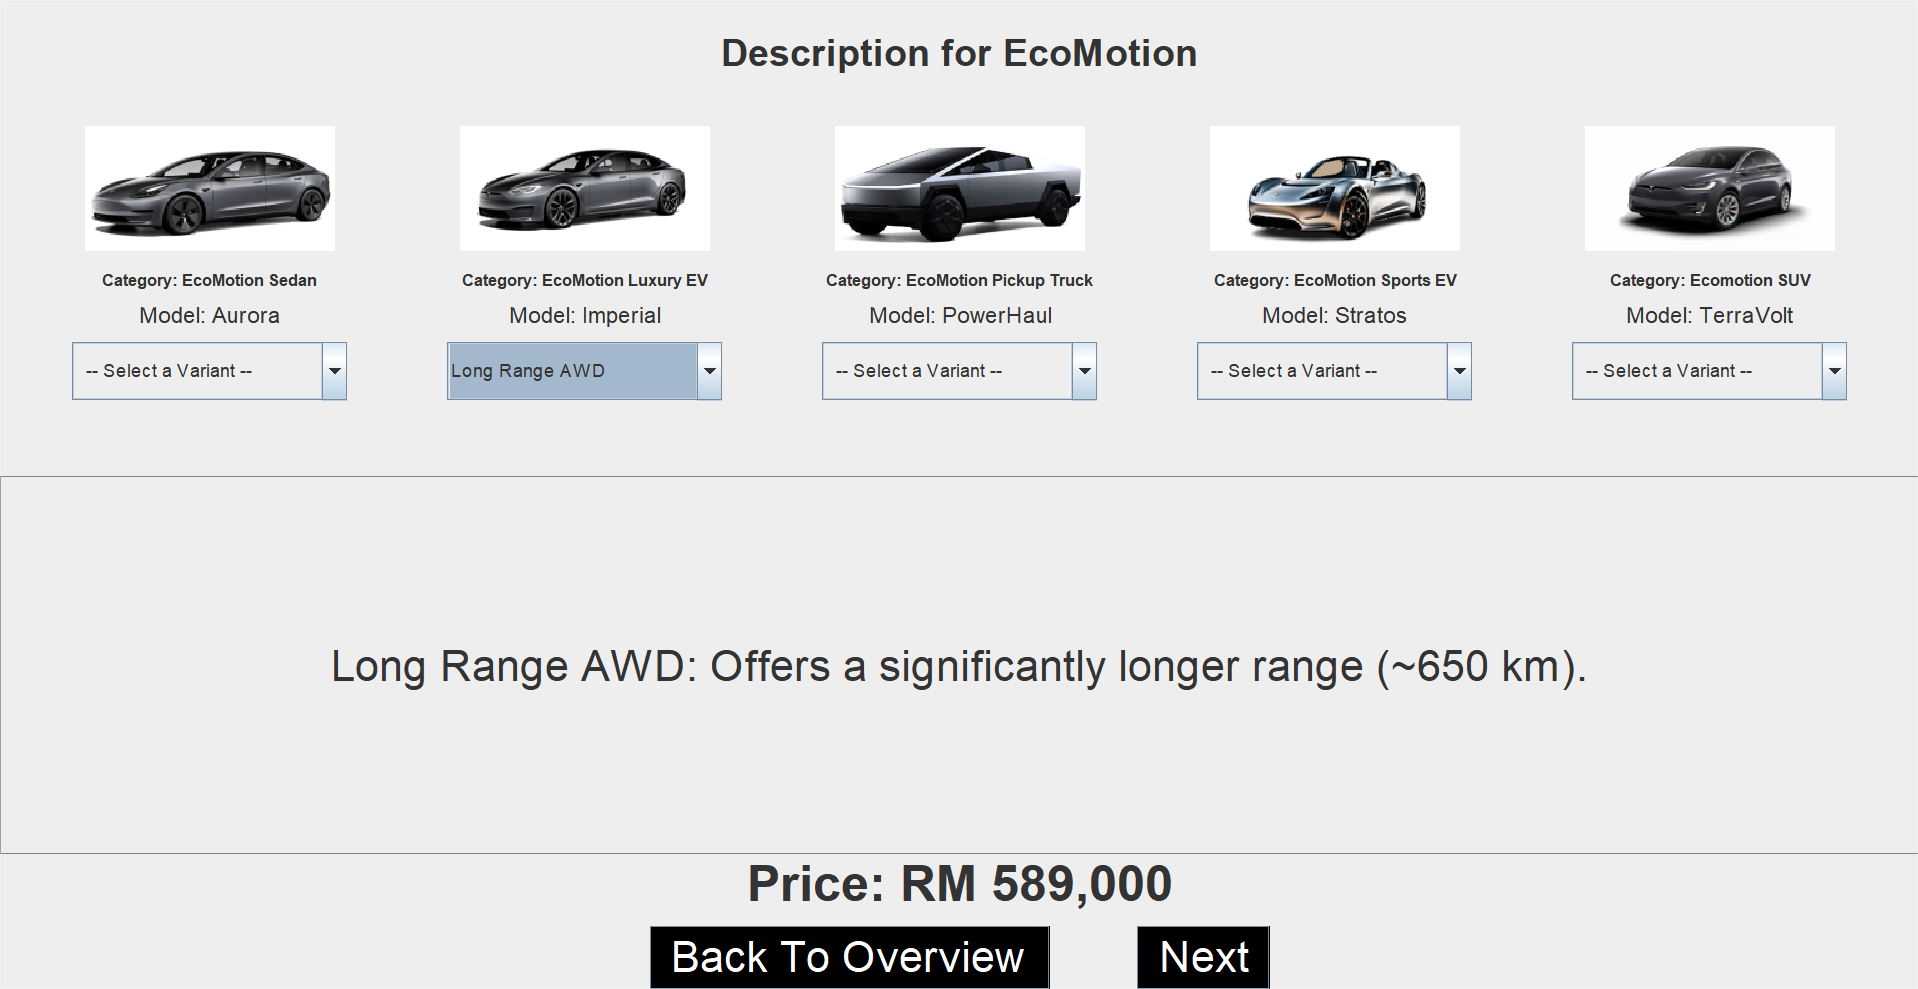 Description for EcoMotion
Category: EcoMotion Sedan
Model: Aurora
-- Select a Variant --
Category: EcoMotion Luxury EV
Model: Imperial
Long Range AWD
Category: EcoMotion Pickup Truck
Model: PowerHaul
-- Select a Variant --
Category: EcoMotion Sports EV
Model: Stratos
-- Select a Variant --
Category: Ecomotion SUV
Model: TerraVolt
-- Select a Variant --
Long Range AWD: Offers a significantly longer range (~650 km).
Price: RM 589,000
Back To Overview
Next